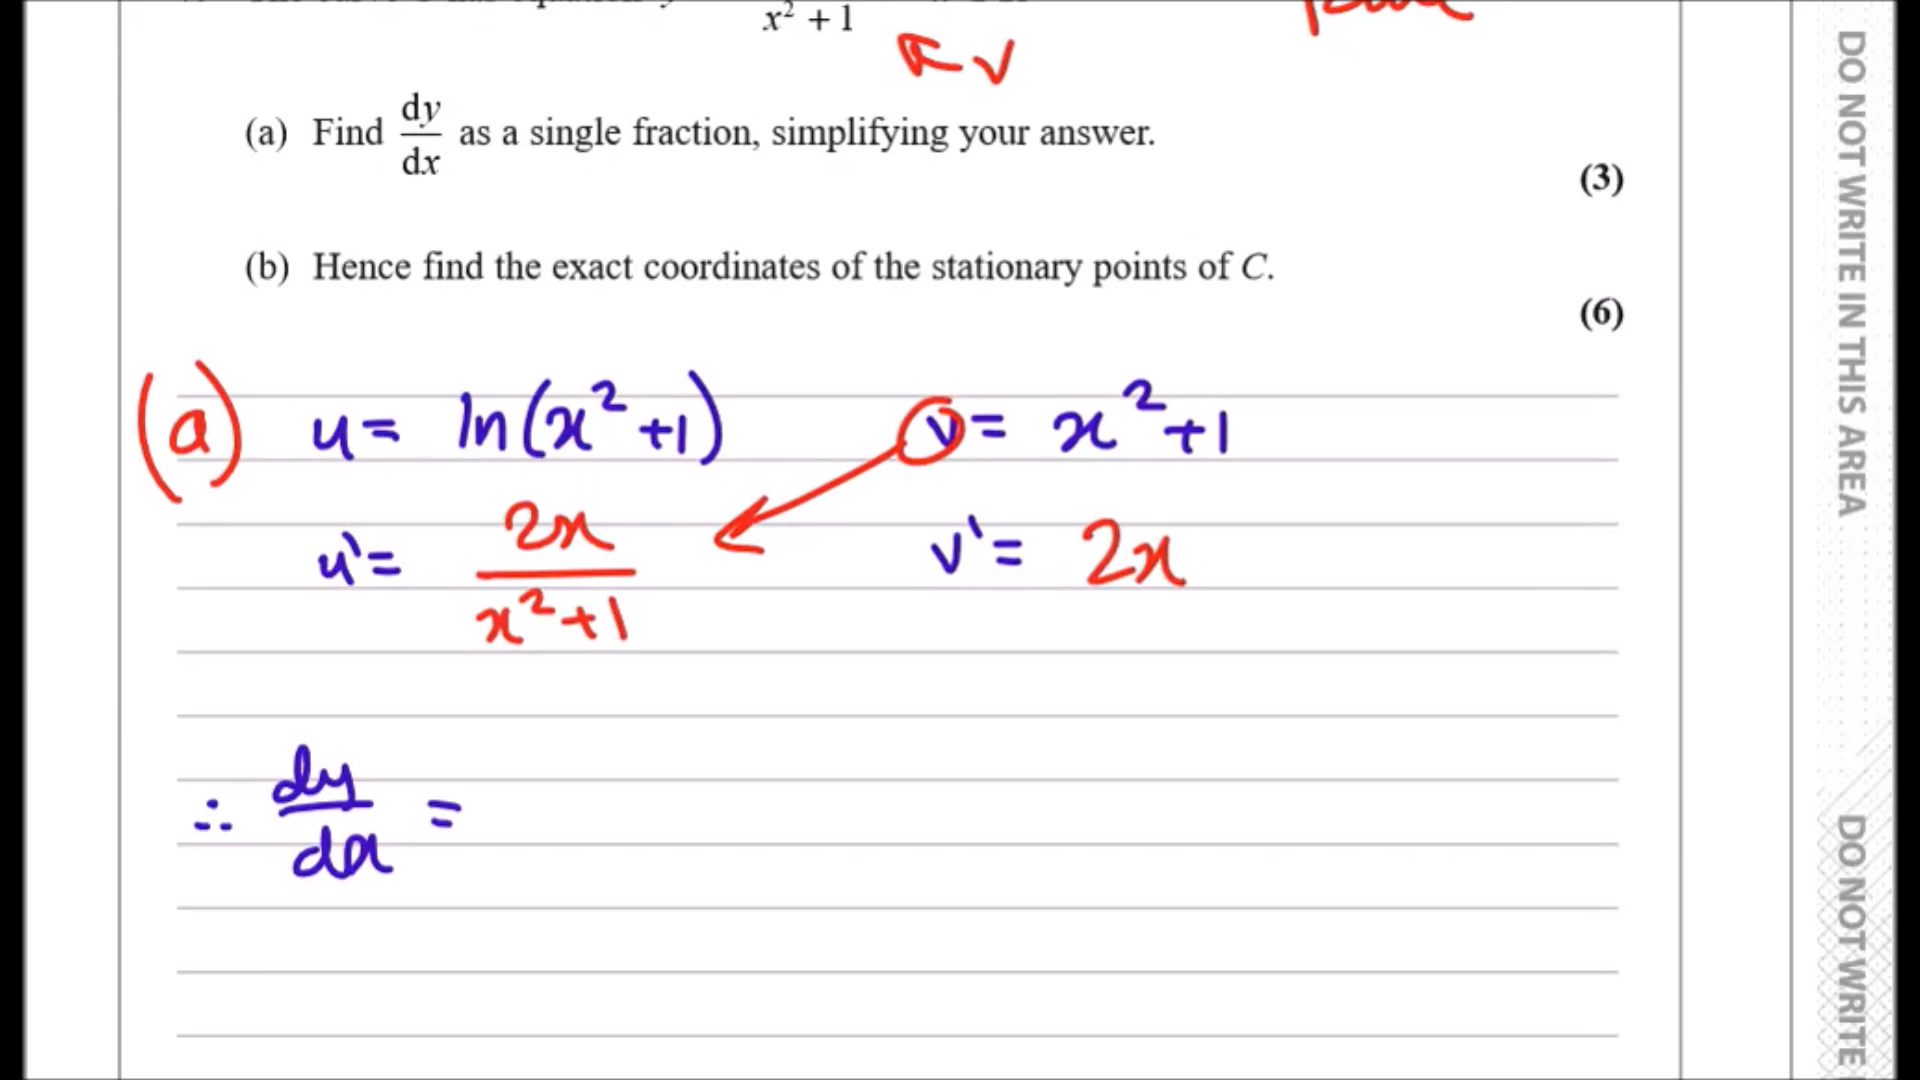 x² + 1
v
(a) Find dy/dx as a single fraction, simplifying your answer.
(3)
(b) Hence find the exact coordinates of the stationary points of C.
(6)
(a) u = ln(x² + 1) v = x² + 1
u' = 2x / x² + 1 v' = 2x
∴ dy/dx =
DO NOT WRITE IN THIS AREA
DO NOT WRITE